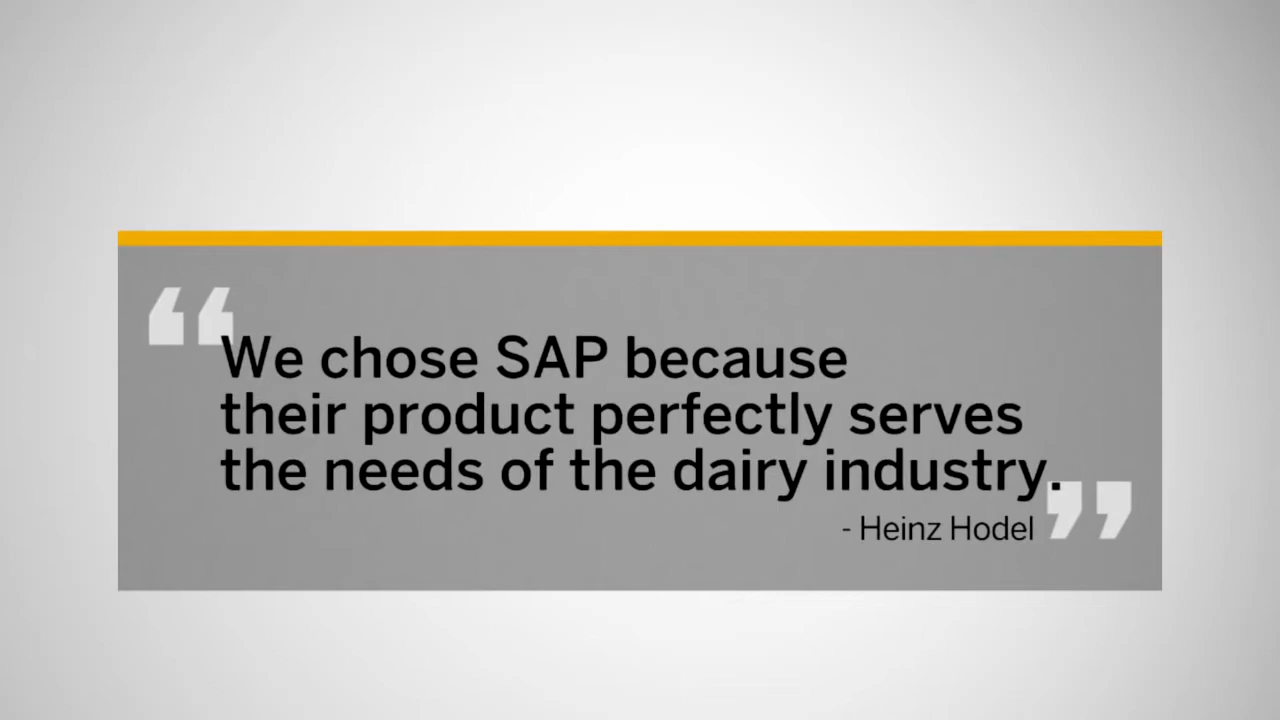 “We chose SAP because
their product perfectly serves
the needs of the dairy industry.”
- Heinz Hodel